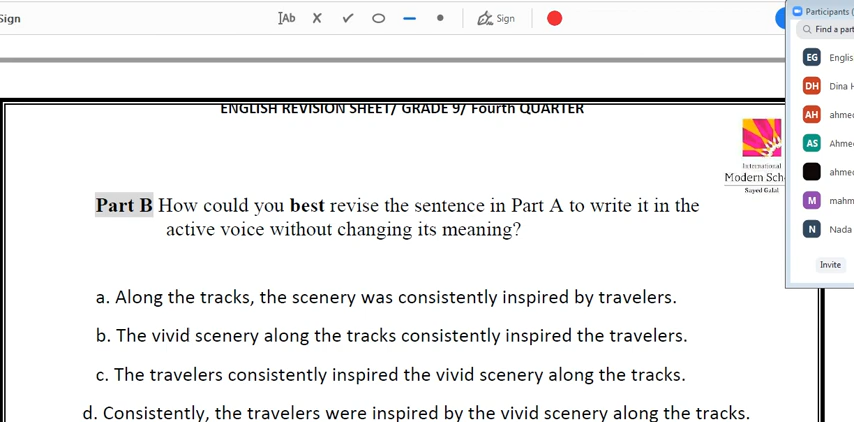 Sign
Sign
Participants (
Find a part
EG Englis
DH Dina H
AH ahmed
AS Ahmed
ahmed
M mahm
N Nada
Invite
ENGLISH REVISION SHEET/ GRADE 9/ Fourth QUARTER
International
Modern Sch
Sayed Galal
Part B How could you best revise the sentence in Part A to write it in the
active voice without changing its meaning?
a. Along the tracks, the scenery was consistently inspired by travelers.
b. The vivid scenery along the tracks consistently inspired the travelers.
c. The travelers consistently inspired the vivid scenery along the tracks.
d. Consistently, the travelers were inspired by the vivid scenery along the tracks.